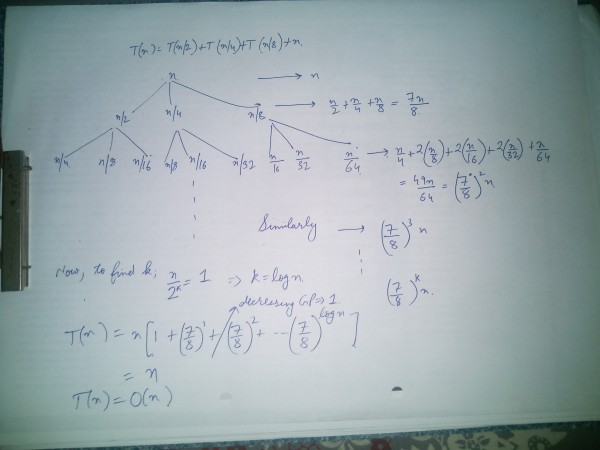 T(n) = T(n/2) + T(n/4) + T(n/8) + n.
n → n
n/2 n/4 n/8 → n/2 + n/4 + n/8 = 7n/8
n/4 n/8 n/16 n/8 n/16 n/32 n/16 n/32 n/64 → n/4 + 2(n/8) + 2(n/16) + 2(n/32) + n/64
= 49n/64 = (7/8)^2 n
Similarly → (7/8)^3 n
Now, to find k, n/2^k = 1 ⇒ k = log n.
(7/8)^k n.
decreasing GP ⇒ 1
T(n) = n[1 + (7/8)^1 + (7/8)^2 + --- (7/8)^log n]
= n
T(n) = O(n)